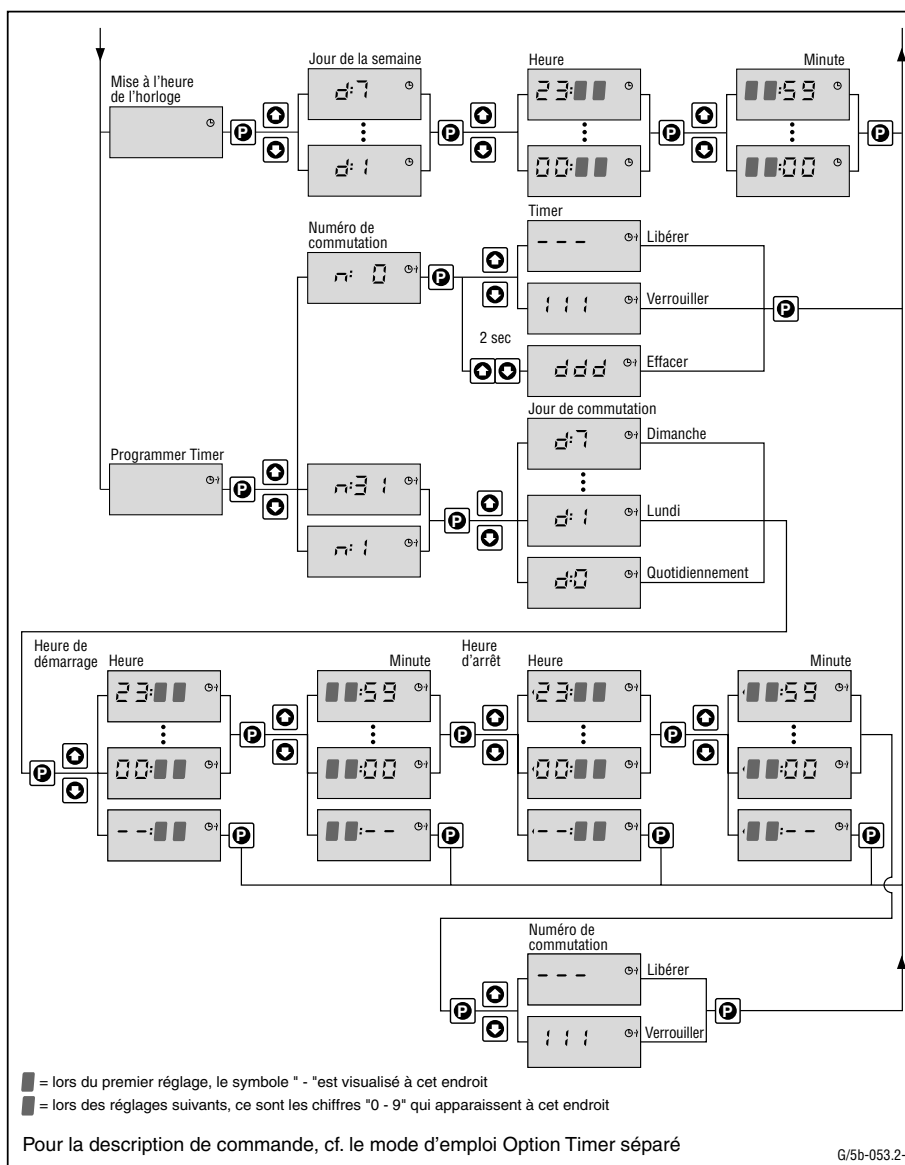 Jour de la semaine
Heure
Minute
Mise à l'heure
de l'horloge
d:7
23:
:59
P
P
P
P
d:1
00:
:00
Numéro de
commutation
Timer
n: 0
P
- - -
Libérer
1 1 1
Verrouiller
P
2 sec
ddd
Effacer
Jour de commutation
d:7
Dimanche
Programmer Timer
P
n:31
n:1
P
d:1
Lundi
d:0
Quotidiennement
Heure de
démarrage
Heure
Minute
Heure
d'arrêt
Heure
Minute
23:
:59
23:
:59
P
P
P
P
00:
:00
00:
:00
--:
P
:--
P
--:
P
:--
P
Numéro de
commutation
- - -
Libérer
P
P
1 1 1
Verrouiller
= lors du premier réglage, le symbole " - "est visualisé à cet endroit
= lors des réglages suivants, ce sont les chiffres "0 - 9" qui apparaissent à cet endroit
Pour la description de commande, cf. le mode d'emploi Option Timer séparé
G/5b-053.2-